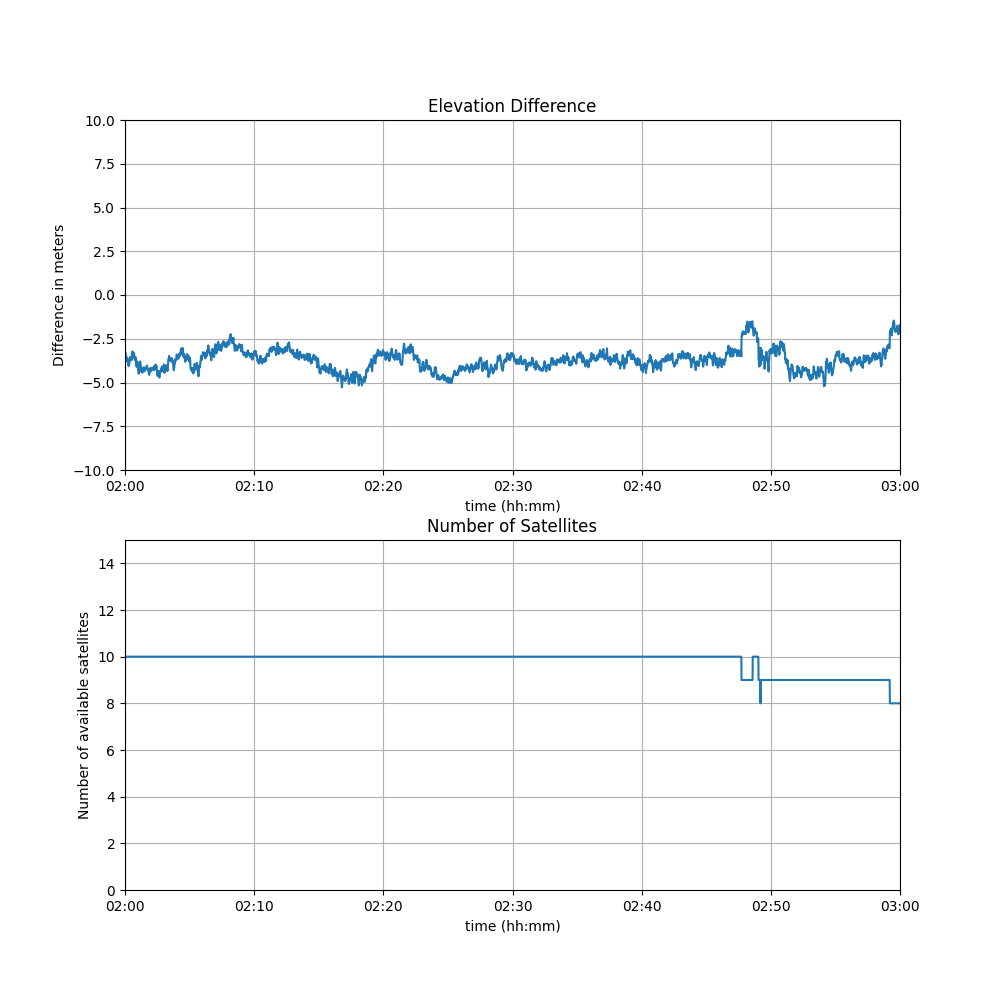 Elevation Difference
10.0
7.5
5.0
2.5
0.0
−2.5
−5.0
−7.5
−10.0
Difference in meters
02:00 02:10 02:20 02:30 02:40 02:50 03:00
time (hh:mm)
Number of Satellites
14
12
10
8
6
4
2
0
Number of available satellites
02:00 02:10 02:20 02:30 02:40 02:50 03:00
time (hh:mm)